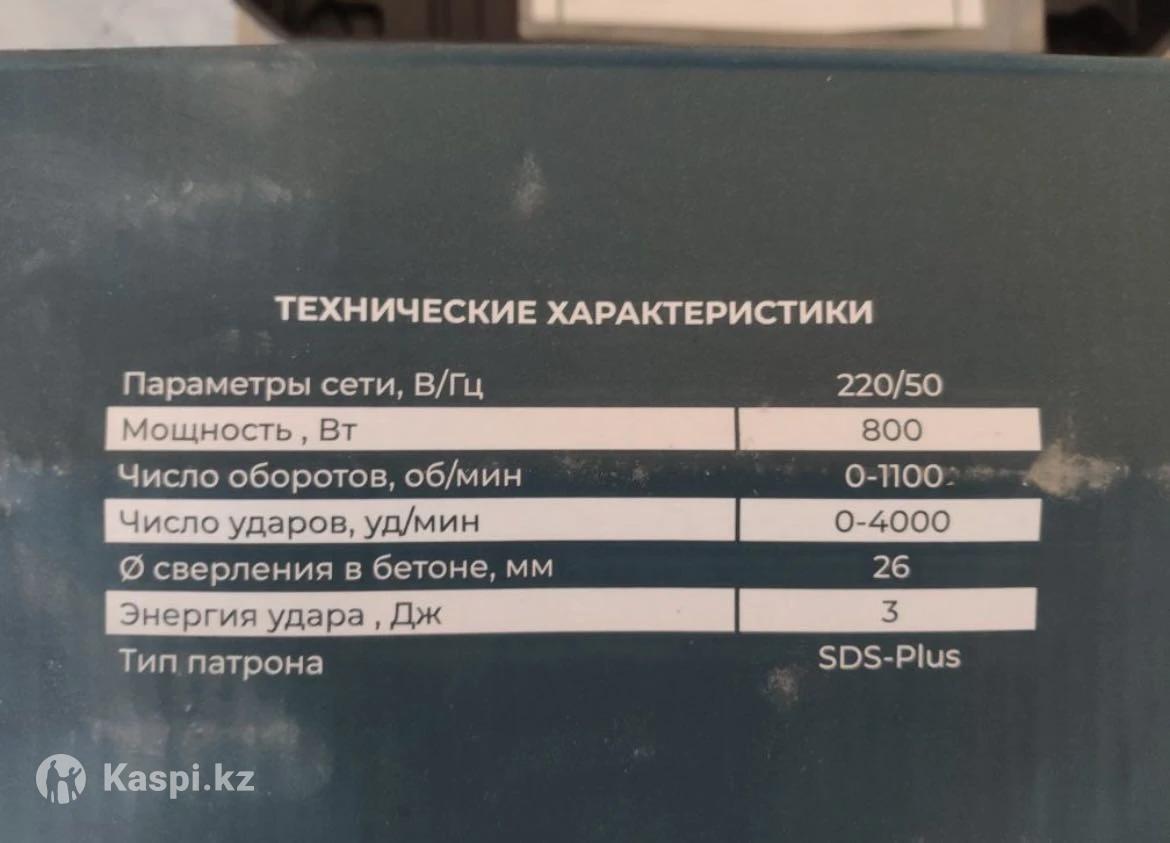 ТЕХНИЧЕСКИЕ ХАРАКТЕРИСТИКИ
Параметры сети, В/Гц 220/50
Мощность , Вт 800
Число оборотов, об/мин 0-1100
Число ударов, уд/мин 0-4000
Ø сверления в бетоне, мм 26
Энергия удара , Дж 3
Тип патрона SDS-Plus
Kaspi.kz